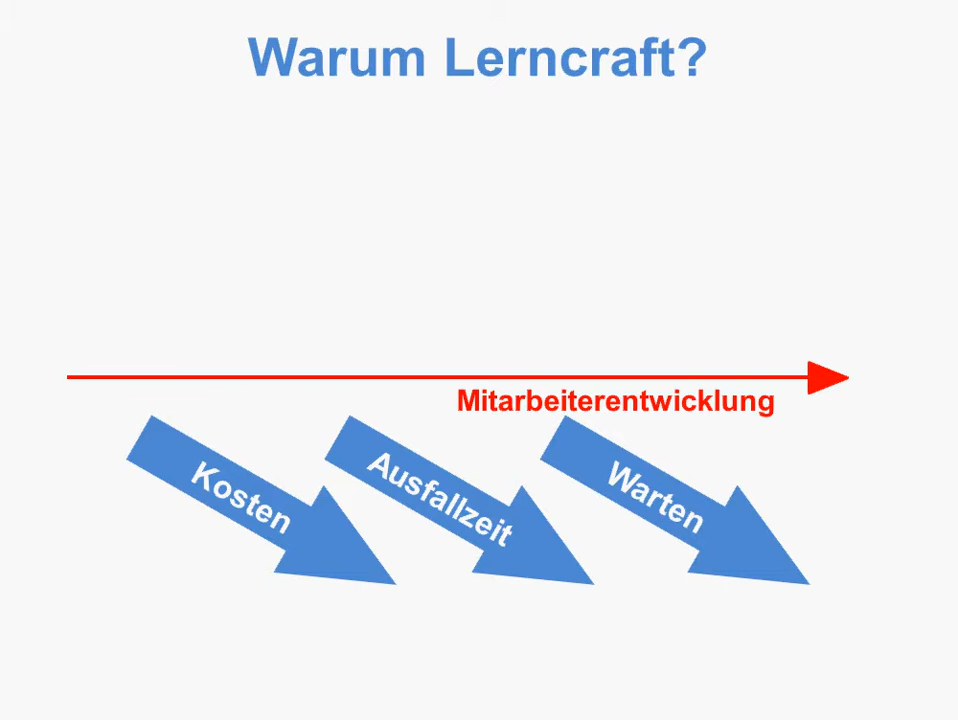 Warum Lerncraft?
Mitarbeiterentwicklung
Kosten
Ausfallzeit
Warten